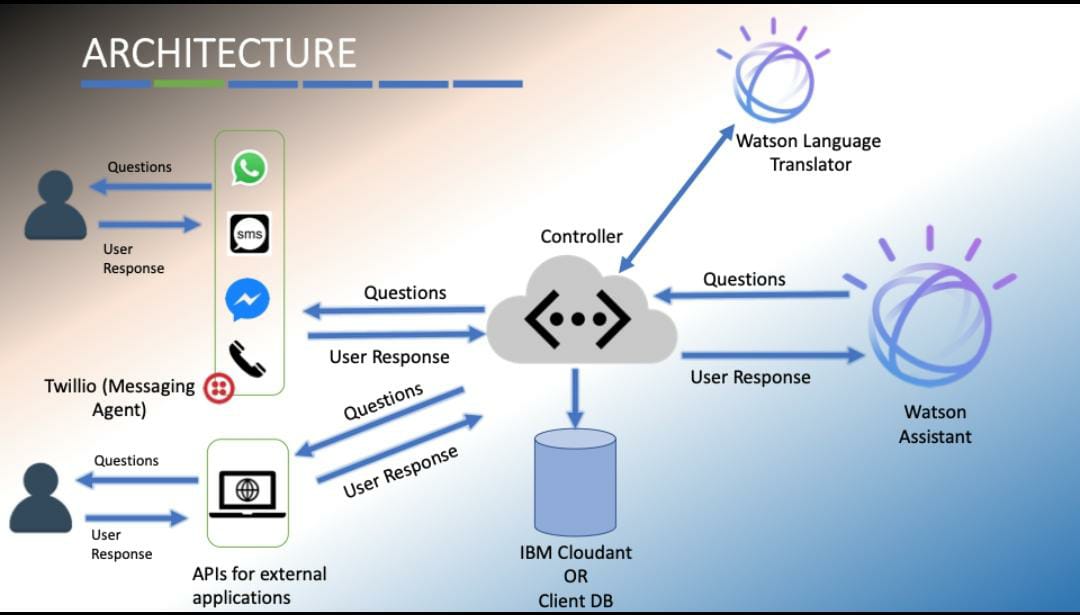 ARCHITECTURE
Watson Language
Translator
Questions
User
Response
sms
Controller
Questions
User Response
Questions
User Response
Watson
Assistant
Twillio (Messaging
Agent)
Questions
User Response
Questions
User
Response
IBM Cloudant
OR
Client DB
APIs for external
applications